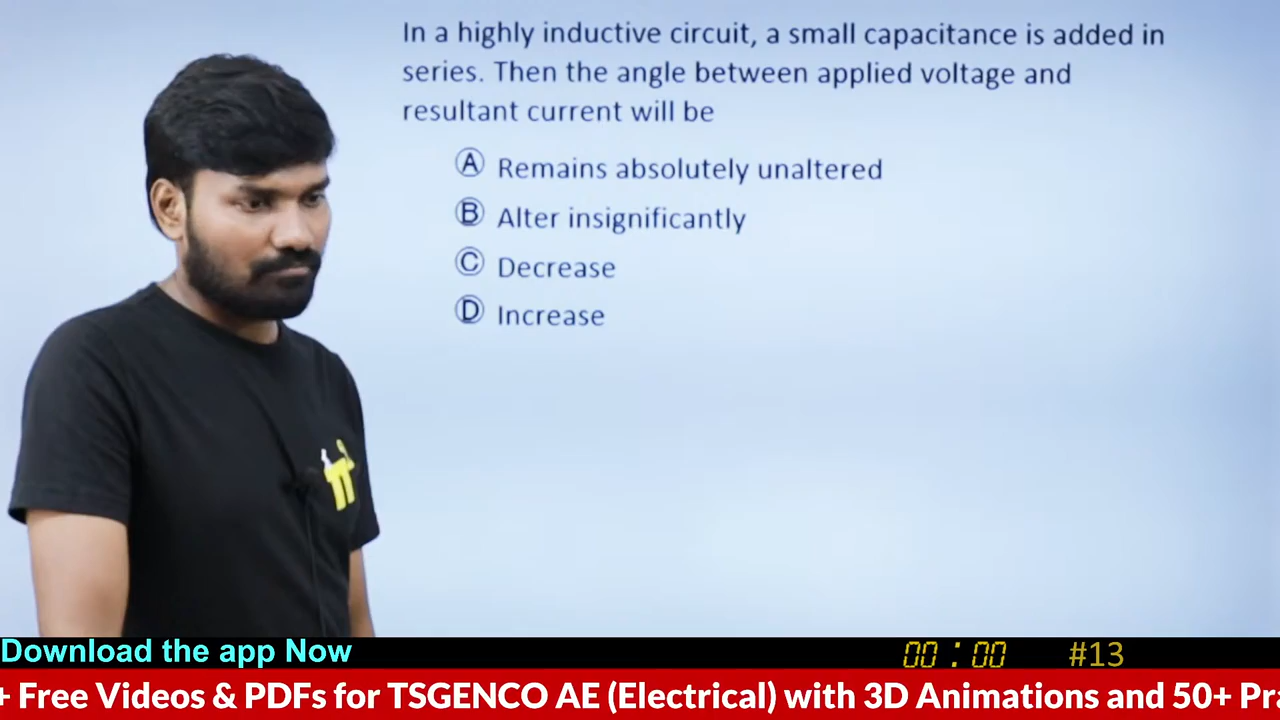 In a highly inductive circuit, a small capacitance is added in
series. Then the angle between applied voltage and
resultant current will be
Ⓐ Remains absolutely unaltered
Ⓑ Alter insignificantly
Ⓒ Decrease
Ⓓ Increase
Download the app Now
00:00
#13
+ Free Videos & PDFs for TSGENCO AE (Electrical) with 3D Animations and 50+ Pra